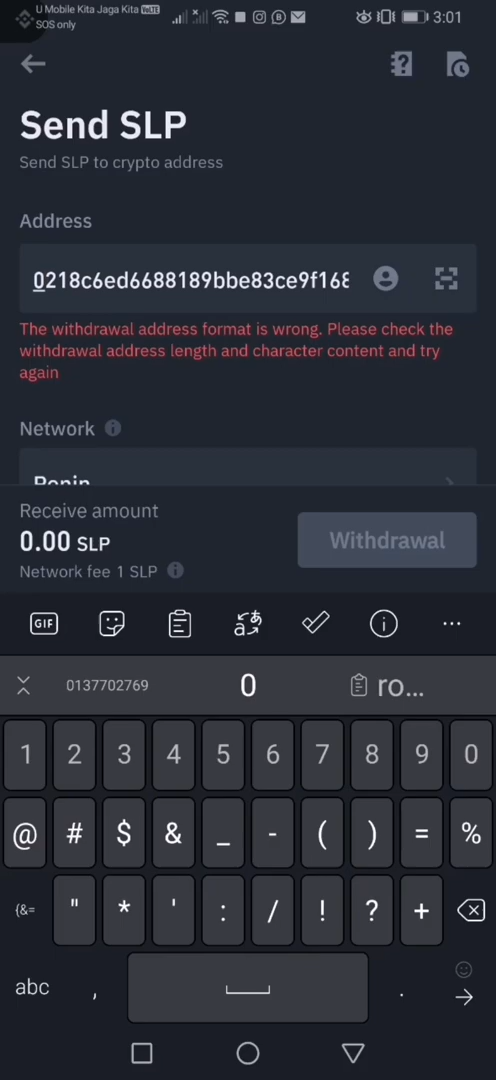 U Mobile Kita Jaga Kita VoLTE
SOS only
3:01
Send SLP
Send SLP to crypto address
Address
0218c6ed6688189bbe83ce9f168
The withdrawal address format is wrong. Please check the
withdrawal address length and character content and try
again
Network
Ronin
Receive amount
0.00 SLP
Withdrawal
Network fee 1 SLP
GIF
0137702769 0 ro...
1 2 3 4 5 6 7 8 9 0
@ # $ & _ - ( ) = %
{&= " * ' : / ! ? +
abc , .